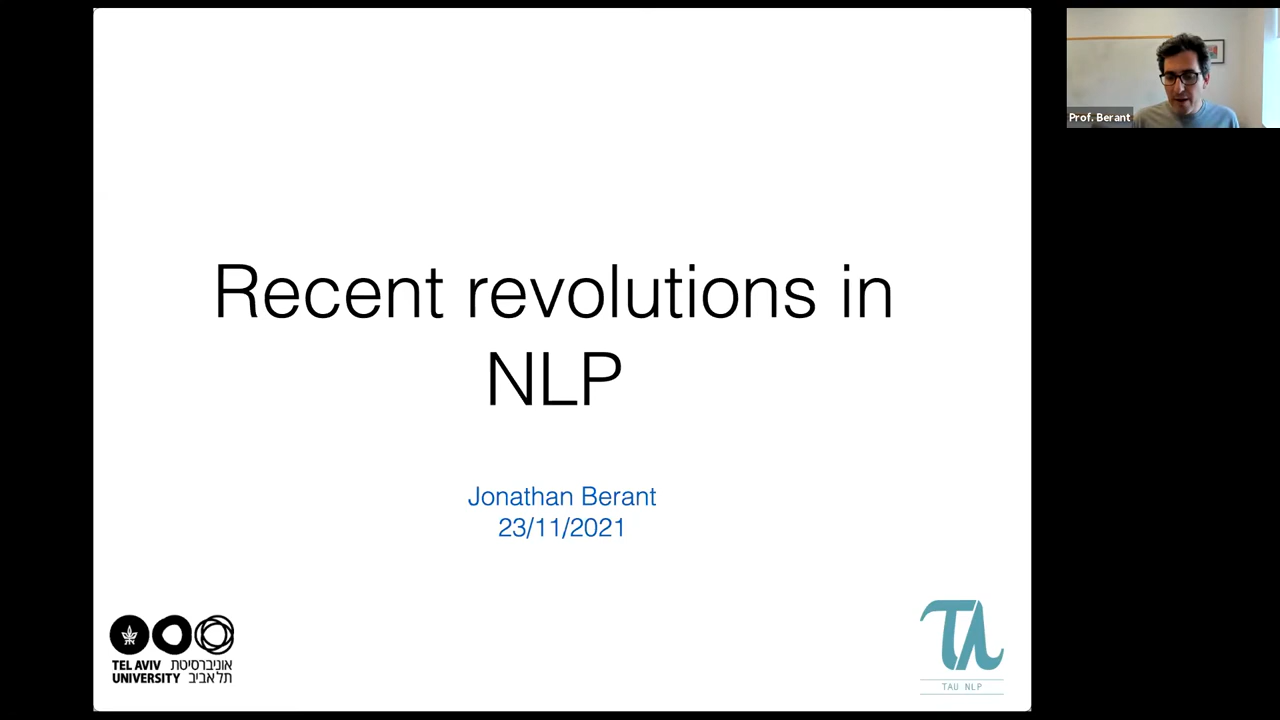 Prof. Berant
Recent revolutions in
NLP
Jonathan Berant
23/11/2021
TEL AVIV אוניברסיטת
UNIVERSITY תל אביב
TAU NLP